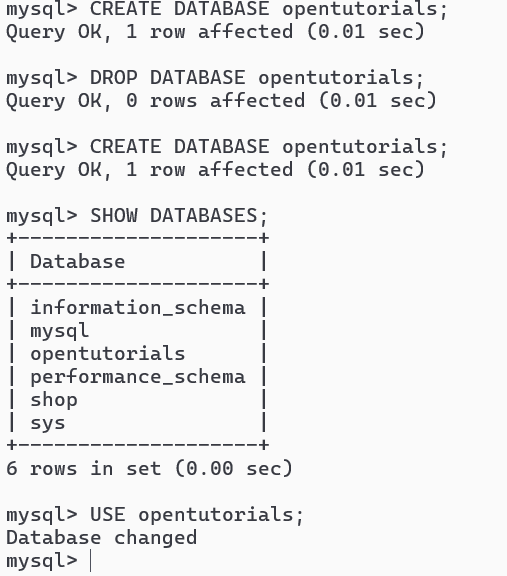 mysql> CREATE DATABASE opentutorials;
Query OK, 1 row affected (0.01 sec)

mysql> DROP DATABASE opentutorials;
Query OK, 0 rows affected (0.01 sec)

mysql> CREATE DATABASE opentutorials;
Query OK, 1 row affected (0.01 sec)

mysql> SHOW DATABASES;
+--------------------+
| Database           |
+--------------------+
| information_schema |
| mysql              |
| opentutorials      |
| performance_schema |
| shop               |
| sys                |
+--------------------+
6 rows in set (0.00 sec)

mysql> USE opentutorials;
Database changed
mysql>